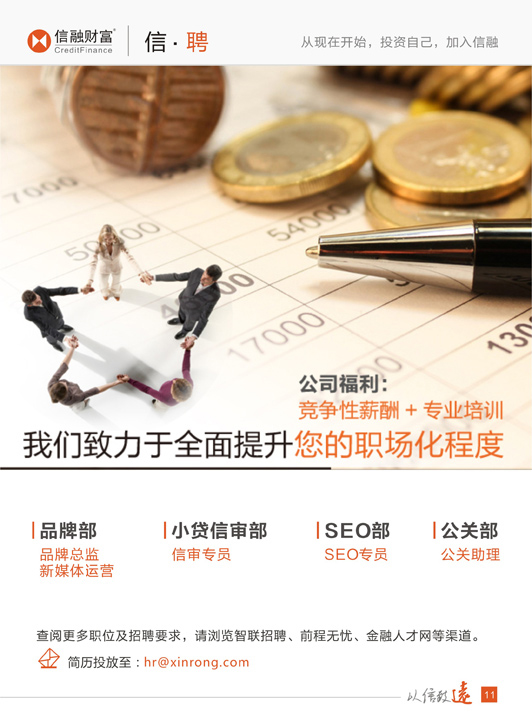 信融财富®
CreditFinance
信·聘
从现在开始，投资自己，加入信融
7000
50000
54000
17000
公司福利：
竞争性薪酬 + 专业培训
我们致力于全面提升您的职场化程度
品牌部
品牌总监
新媒体运营
小贷信审部
信审专员
SEO部
SEO专员
公关部
公关助理
查阅更多职位及招聘要求，请浏览智联招聘、前程无忧、金融人才网等渠道。
简历投放至：hr@xinrong.com
以信致远
11